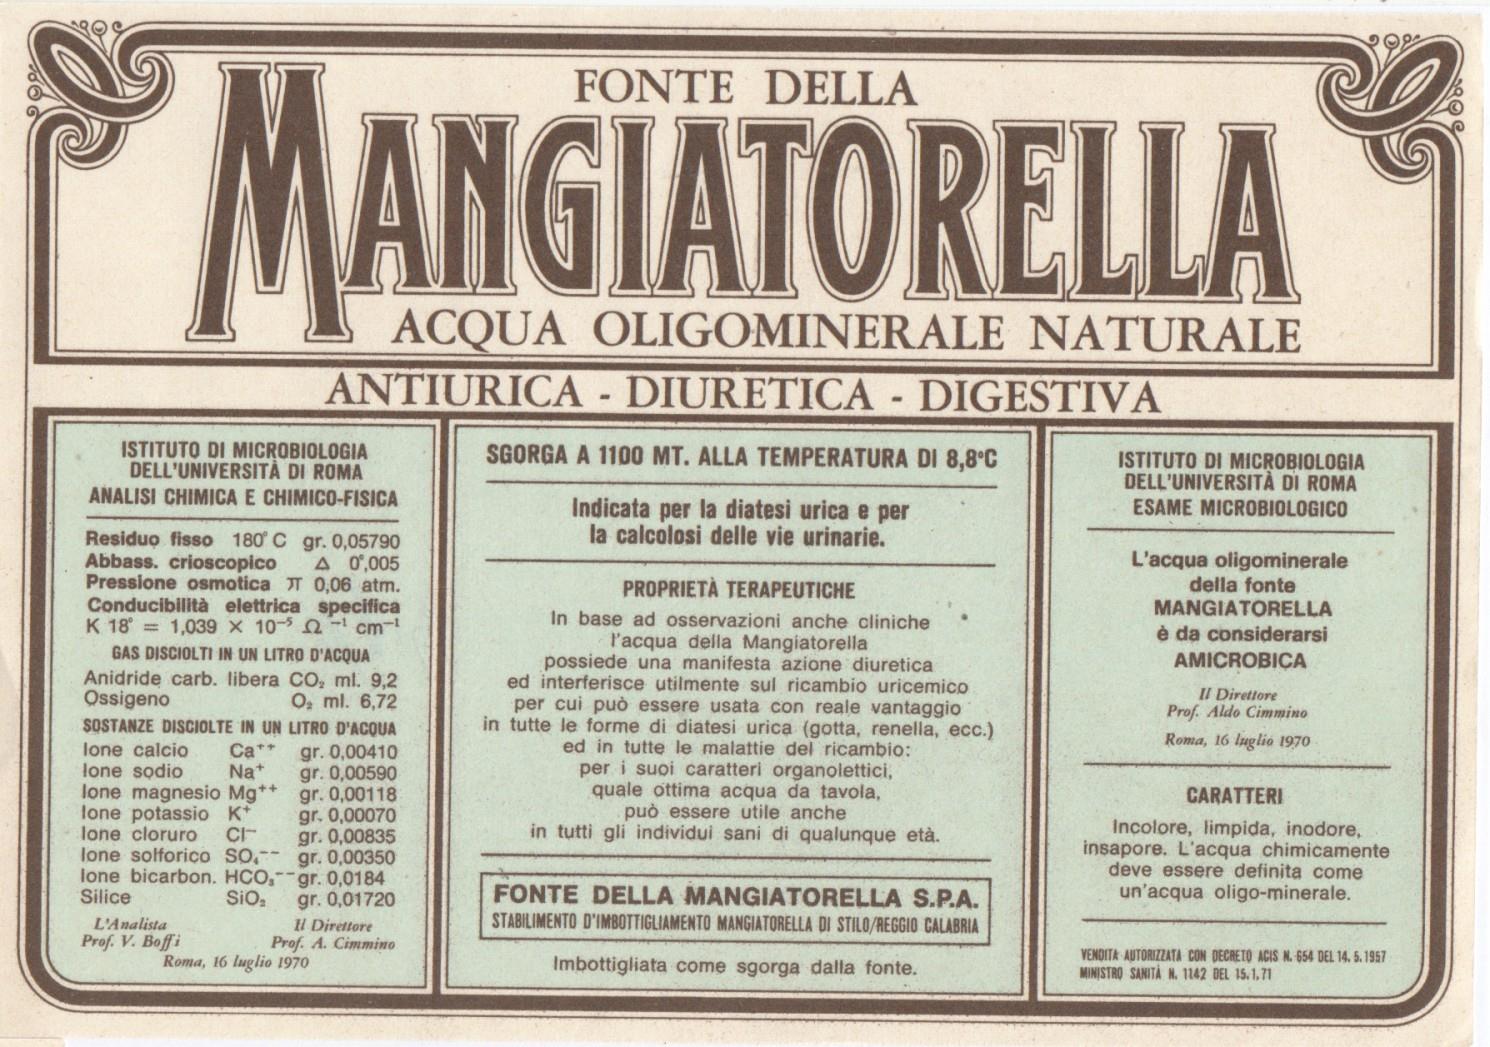 FONTE DELLA
MANGIATORELLA
ACQUA OLIGOMINERALE NATURALE
ANTIURICA - DIURETICA - DIGESTIVA
ISTITUTO DI MICROBIOLOGIA
DELL'UNIVERSITÀ DI ROMA
ANALISI CHIMICA E CHIMICO-FISICA
Residuo fisso 180° C gr. 0,05790
Abbass. crioscopico Δ 0°,005
Pressione osmotica π 0,06 atm.
Conducibilità elettrica specifica
K 18° = 1,039 × 10⁻⁵ Ω ⁻¹ cm⁻¹
GAS DISCIOLTI IN UN LITRO D'ACQUA
Anidride carb. libera CO₂ ml. 9,2
Ossigeno O₂ ml. 6,72
SOSTANZE DISCIOLTE IN UN LITRO D'ACQUA
Ione calcio Ca⁺⁺ gr. 0,00410
Ione sodio Na⁺ gr. 0,00590
Ione magnesio Mg⁺⁺ gr. 0,00118
Ione potassio K⁺ gr. 0,00070
Ione cloruro Cl⁻ gr. 0,00835
Ione solforico SO₄⁻⁻ gr. 0,00350
Ione bicarbon. HCO₃⁻⁻ gr. 0,0184
Silice SiO₂ gr. 0,01720
L'Analista Il Direttore
Prof. V. Boffi Prof. A. Cimmino
Roma, 16 luglio 1970
SGORGA A 1100 MT. ALLA TEMPERATURA DI 8,8°C
Indicata per la diatesi urica e per
la calcolosi delle vie urinarie.
PROPRIETÀ TERAPEUTICHE
In base ad osservazioni anche cliniche
l'acqua della Mangiatorella
possiede una manifesta azione diuretica
ed interferisce utilmente sul ricambio uricemico
per cui può essere usata con reale vantaggio
in tutte le forme di diatesi urica (gotta, renella, ecc.)
ed in tutte le malattie del ricambio:
per i suoi caratteri organolettici,
quale ottima acqua da tavola,
può essere utile anche
in tutti gli individui sani di qualunque età.
FONTE DELLA MANGIATORELLA S.P.A.
STABILIMENTO D'IMBOTTIGLIAMENTO MANGIATORELLA DI STILO/REGGIO CALABRIA
Imbottigliata come sgorga dalla fonte.
ISTITUTO DI MICROBIOLOGIA
DELL'UNIVERSITÀ DI ROMA
ESAME MICROBIOLOGICO
L'acqua oligominerale
della fonte
MANGIATORELLA
è da considerarsi
AMICROBICA
Il Direttore
Prof. Aldo Cimmino
Roma, 16 luglio 1970
CARATTERI
Incolore, limpida, inodore,
insapore. L'acqua chimicamente
deve essere definita come
un'acqua oligo-minerale.
VENDITA AUTORIZZATA CON DECRETO ACIS N. 654 DEL 14.5.1957
MINISTRO SANITÀ N. 1142 DEL 15.1.71